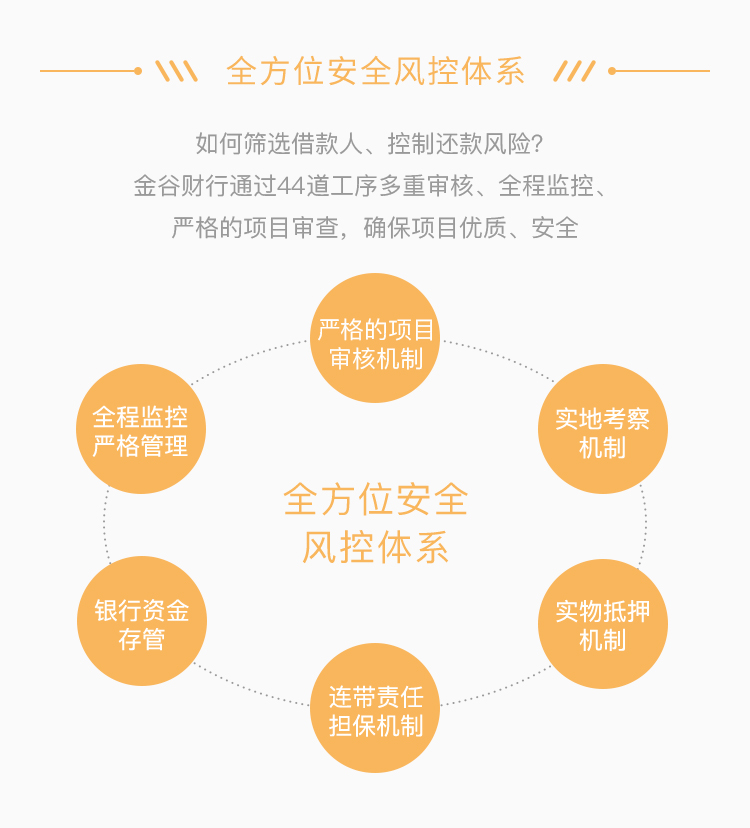 全方位安全风控体系
如何筛选借款人、控制还款风险?
金谷财行通过44道工序多重审核、全程监控、
严格的项目审查，确保项目优质、安全
严格的项目
审核机制
全程监控
严格管理
实地考察
机制
全方位安全
风控体系
银行资金
存管
实物抵押
机制
连带责任
担保机制